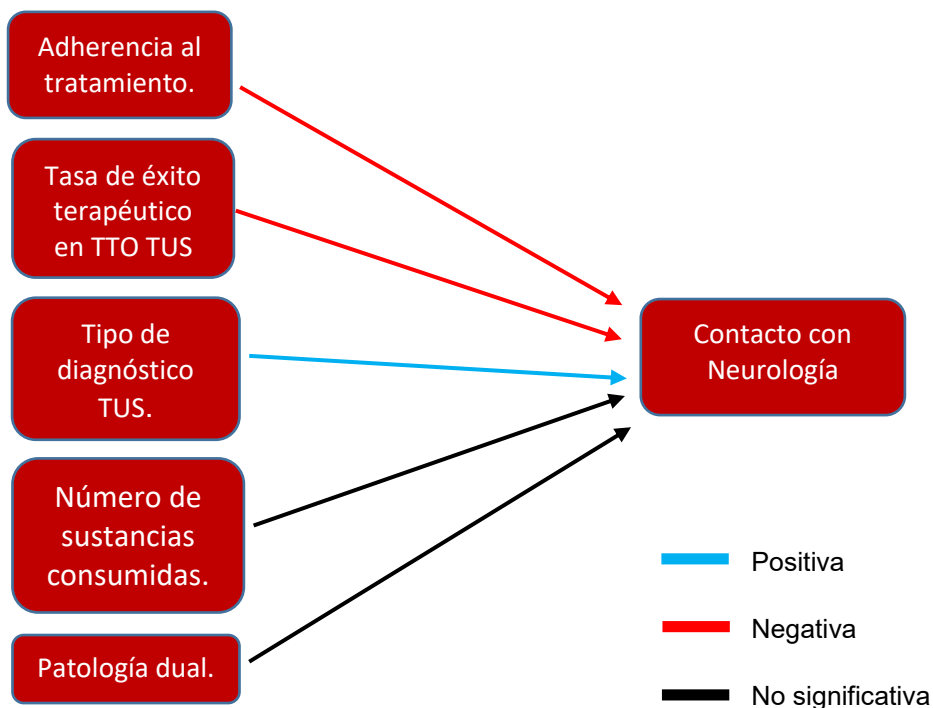 Adherencia al
tratamiento.
Tasa de éxito
terapéutico
en TTO TUS
Tipo de
diagnóstico
TUS.
Número de
sustancias
consumidas.
Patología dual.
Contacto con
Neurología
Positiva
Negativa
No significativa